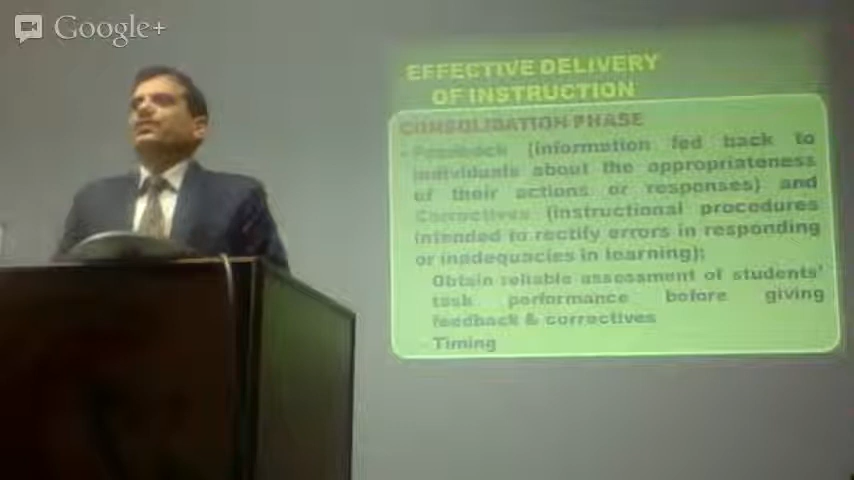 Google+
EFFECTIVE DELIVERY
OF INSTRUCTION
CONSOLIDATION PHASE
- Feedback (information fed back to
individuals about the appropriateness
of their actions or responses) and
Correctives (instructional procedures
intended to rectify errors in responding
or inadequacies in learning);
Obtain reliable assessment of students'
task performance before giving
feedback & correctives
- Timing